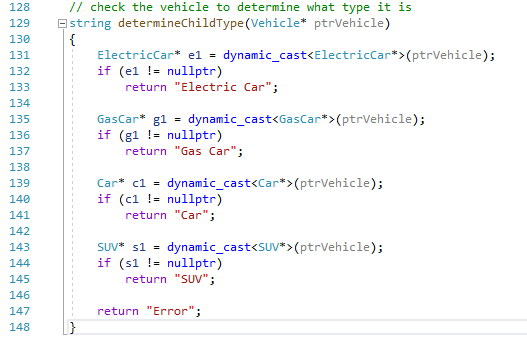 128 // check the vehicle to determine what type it is
129 string determineChildType(Vehicle* ptrVehicle)
130 {
131 ElectricCar* e1 = dynamic_cast<ElectricCar*>(ptrVehicle);
132 if (e1 != nullptr)
133 return "Electric Car";
134
135 GasCar* g1 = dynamic_cast<GasCar*>(ptrVehicle);
136 if (g1 != nullptr)
137 return "Gas Car";
138
139 Car* c1 = dynamic_cast<Car*>(ptrVehicle);
140 if (c1 != nullptr)
141 return "Car";
142
143 SUV* s1 = dynamic_cast<SUV*>(ptrVehicle);
144 if (s1 != nullptr)
145 return "SUV";
146
147 return "Error";
148 }